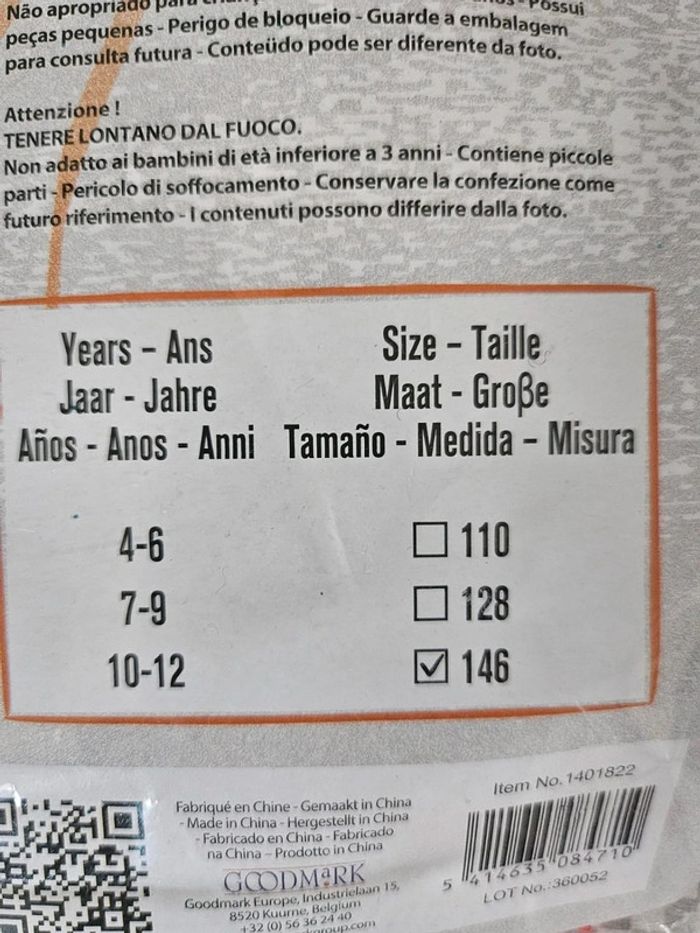 Não apropriado para
Possui
peças pequenas - Perigo de bloqueio - Guarde a embalagem
para consulta futura - Conteúdo pode ser diferente da foto.
Attenzione !
TENERE LONTANO DAL FUOCO.
Non adatto ai bambini di età inferiore a 3 anni - Contiene piccole
parti - Pericolo di soffocamento - Conservare la confezione come
futuro riferimento - I contenuti possono differire dalla foto.
Years - Ans
Jaar - Jahre
Años - Anos - Anni
Size - Taille
Maat - Große
Tamaño - Medida - Misura
4-6 ☐ 110
7-9 ☐ 128
10-12 ☑ 146
Fabriqué en Chine - Gemaakt in China
- Made in China - Hergestellt in China
- Fabricado en China - Fabricado
na China - Prodotto in China
GOODMaRK
Goodmark Europe, Industrielaan 15,
8520 Kuurne, Belgium
+32 (0) 56 36 24 40
Item No. 1401822
5 414635 084710
LOT No.:360052